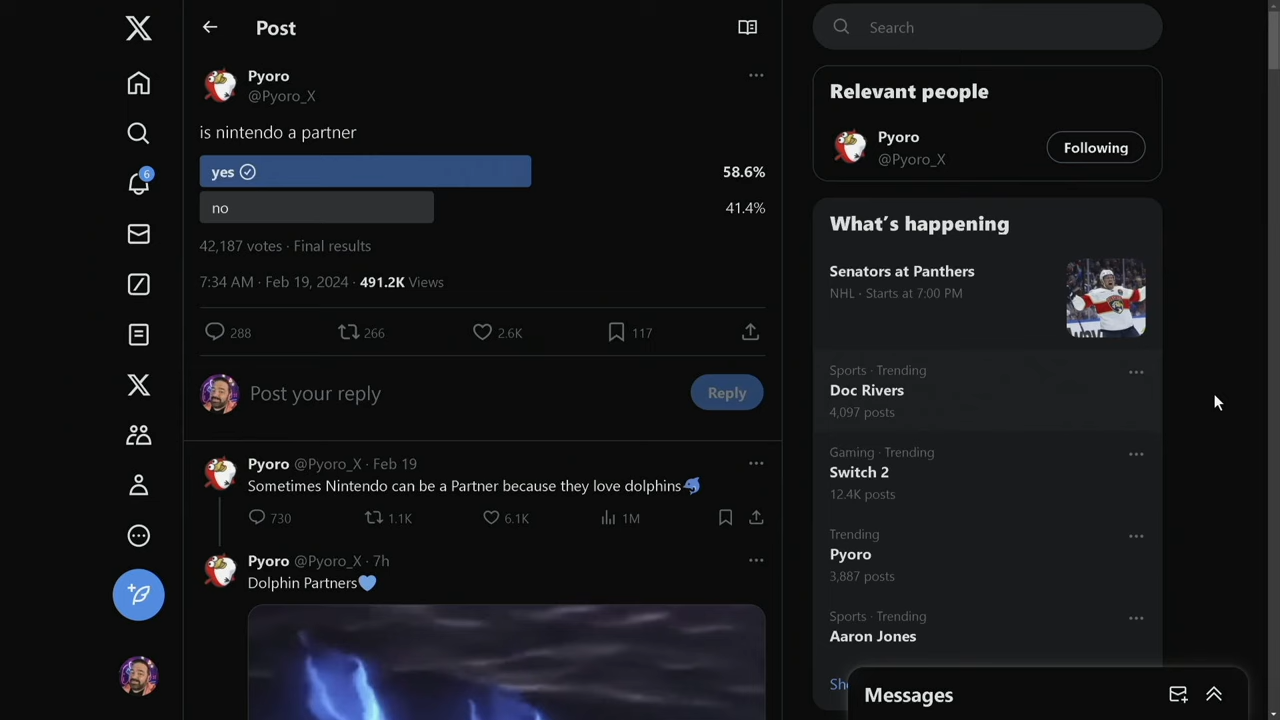 Post
Pyoro
@Pyoro_X
is nintendo a partner
yes 58.6%
no 41.4%
42,187 votes · Final results
7:34 AM · Feb 19, 2024 · 491.2K Views
288 266 2.6K 117
Post your reply
Reply
Pyoro @Pyoro_X · Feb 19
Sometimes Nintendo can be a Partner because they love dolphins🐬
730 1.1K 6.1K 1M
Pyoro @Pyoro_X · 7h
Dolphin Partners💙
6
Search
Relevant people
Pyoro
@Pyoro_X
Following
What's happening
Senators at Panthers
NHL · Starts at 7:00 PM
Sports · Trending
Doc Rivers
4,097 posts
Gaming · Trending
Switch 2
12.4K posts
Trending
Pyoro
3,887 posts
Sports · Trending
Aaron Jones
Messages